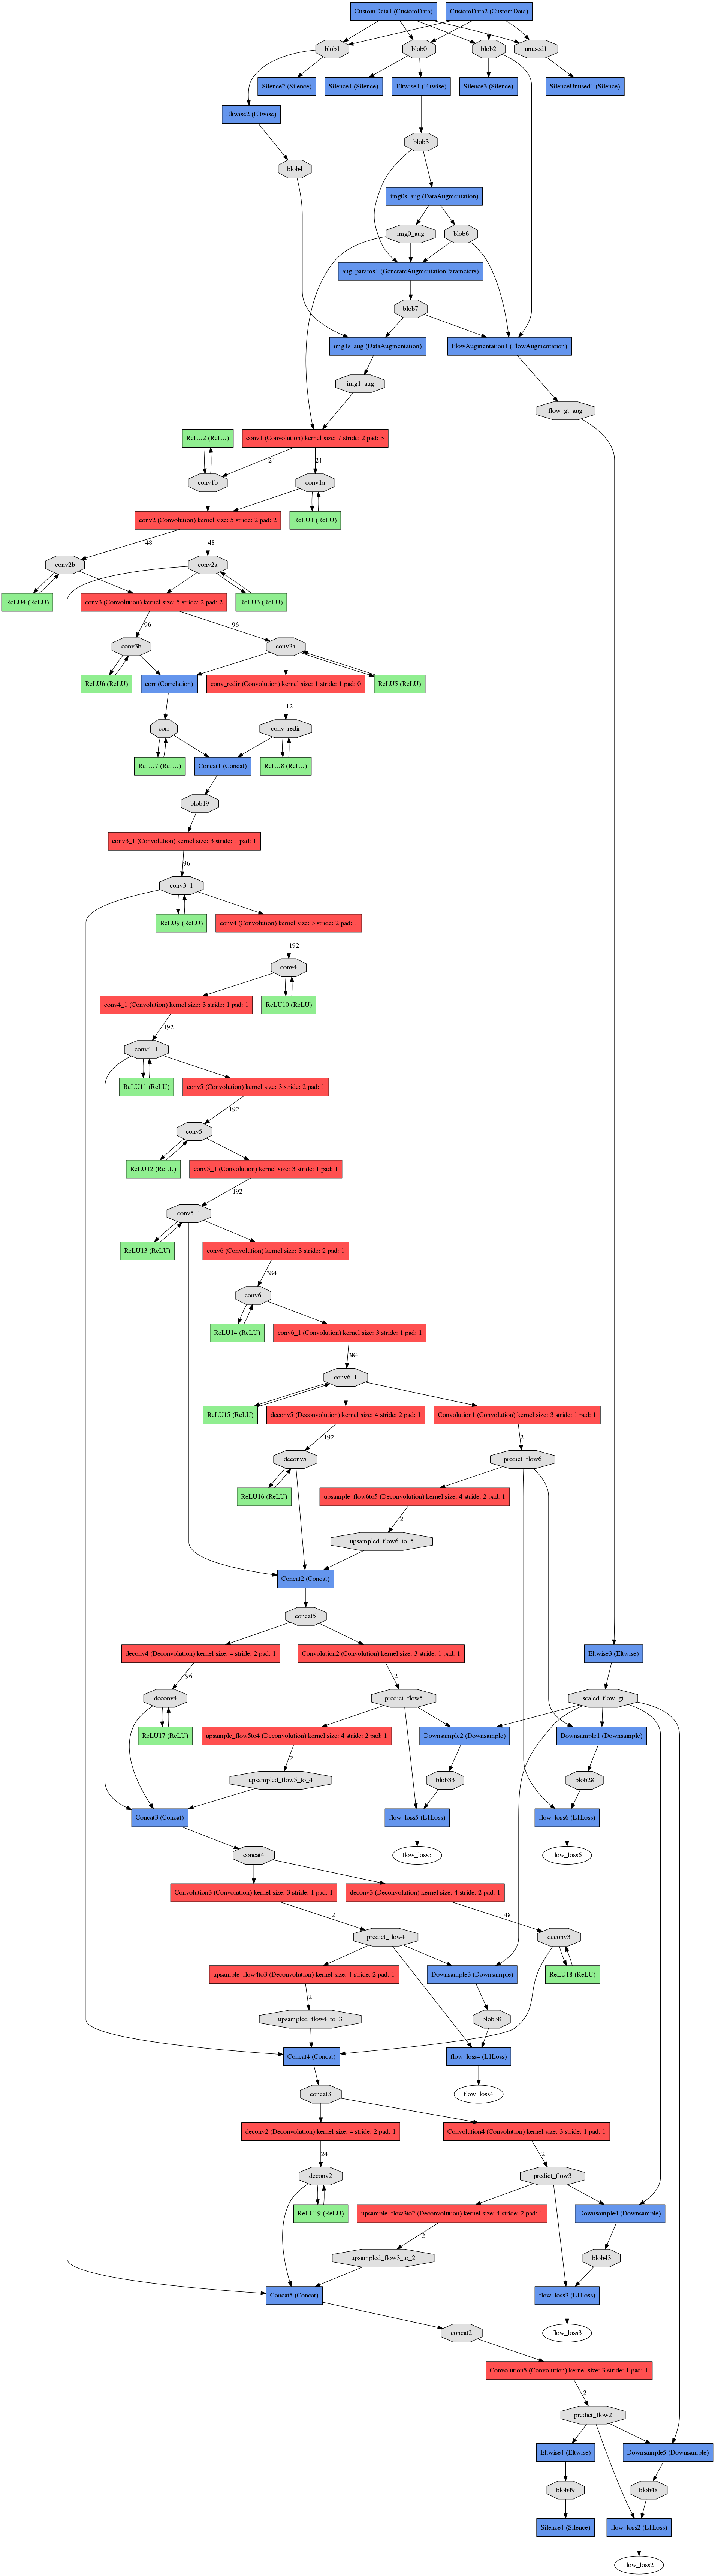 CustomData1 (CustomData)
CustomData2 (CustomData)
blob1
blob0
blob2
unused1
Silence2 (Silence)
Silence1 (Silence)
Eltwise1 (Eltwise)
Silence3 (Silence)
SilenceUnused1 (Silence)
Eltwise2 (Eltwise)
blob3
blob4
img0s_aug (DataAugmentation)
img0_aug
blob6
aug_params1 (GenerateAugmentationParameters)
blob7
img1s_aug (DataAugmentation)
FlowAugmentation1 (FlowAugmentation)
img1_aug
flow_gt_aug
ReLU2 (ReLU)
conv1 (Convolution) kernel size: 7 stride: 2 pad: 3
24
24
conv1b
conv1a
conv2 (Convolution) kernel size: 5 stride: 2 pad: 2
ReLU1 (ReLU)
48
48
conv2b
conv2a
ReLU4 (ReLU)
conv3 (Convolution) kernel size: 5 stride: 2 pad: 2
ReLU3 (ReLU)
96
96
conv3b
conv3a
ReLU6 (ReLU)
corr (Correlation)
conv_redir (Convolution) kernel size: 1 stride: 1 pad: 0
ReLU5 (ReLU)
12
corr
conv_redir
ReLU7 (ReLU)
Concat1 (Concat)
ReLU8 (ReLU)
blob19
conv3_1 (Convolution) kernel size: 3 stride: 1 pad: 1
96
conv3_1
ReLU9 (ReLU)
conv4 (Convolution) kernel size: 3 stride: 2 pad: 1
192
conv4
conv4_1 (Convolution) kernel size: 3 stride: 1 pad: 1
ReLU10 (ReLU)
192
conv4_1
ReLU11 (ReLU)
conv5 (Convolution) kernel size: 3 stride: 2 pad: 1
192
conv5
ReLU12 (ReLU)
conv5_1 (Convolution) kernel size: 3 stride: 1 pad: 1
192
conv5_1
ReLU13 (ReLU)
conv6 (Convolution) kernel size: 3 stride: 2 pad: 1
384
conv6
ReLU14 (ReLU)
conv6_1 (Convolution) kernel size: 3 stride: 1 pad: 1
384
conv6_1
ReLU15 (ReLU)
deconv5 (Deconvolution) kernel size: 4 stride: 2 pad: 1
Convolution1 (Convolution) kernel size: 3 stride: 1 pad: 1
192
2
deconv5
predict_flow6
ReLU16 (ReLU)
upsample_flow6to5 (Deconvolution) kernel size: 4 stride: 2 pad: 1
2
upsampled_flow6_to_5
Concat2 (Concat)
concat5
deconv4 (Deconvolution) kernel size: 4 stride: 2 pad: 1
Convolution2 (Convolution) kernel size: 3 stride: 1 pad: 1
Eltwise3 (Eltwise)
96
2
deconv4
predict_flow5
scaled_flow_gt
ReLU17 (ReLU)
upsample_flow5to4 (Deconvolution) kernel size: 4 stride: 2 pad: 1
Downsample2 (Downsample)
Downsample1 (Downsample)
2
upsampled_flow5_to_4
blob33
blob28
Concat3 (Concat)
flow_loss5 (L1Loss)
flow_loss6 (L1Loss)
concat4
flow_loss5
flow_loss6
Convolution3 (Convolution) kernel size: 3 stride: 1 pad: 1
deconv3 (Deconvolution) kernel size: 4 stride: 2 pad: 1
2
48
predict_flow4
deconv3
upsample_flow4to3 (Deconvolution) kernel size: 4 stride: 2 pad: 1
Downsample3 (Downsample)
ReLU18 (ReLU)
2
upsampled_flow4_to_3
blob38
Concat4 (Concat)
flow_loss4 (L1Loss)
concat3
flow_loss4
deconv2 (Deconvolution) kernel size: 4 stride: 2 pad: 1
Convolution4 (Convolution) kernel size: 3 stride: 1 pad: 1
24
2
deconv2
predict_flow3
ReLU19 (ReLU)
upsample_flow3to2 (Deconvolution) kernel size: 4 stride: 2 pad: 1
Downsample4 (Downsample)
2
upsampled_flow3_to_2
blob43
Concat5 (Concat)
flow_loss3 (L1Loss)
concat2
flow_loss3
Convolution5 (Convolution) kernel size: 3 stride: 1 pad: 1
2
predict_flow2
Eltwise4 (Eltwise)
Downsample5 (Downsample)
blob49
blob48
Silence4 (Silence)
flow_loss2 (L1Loss)
flow_loss2